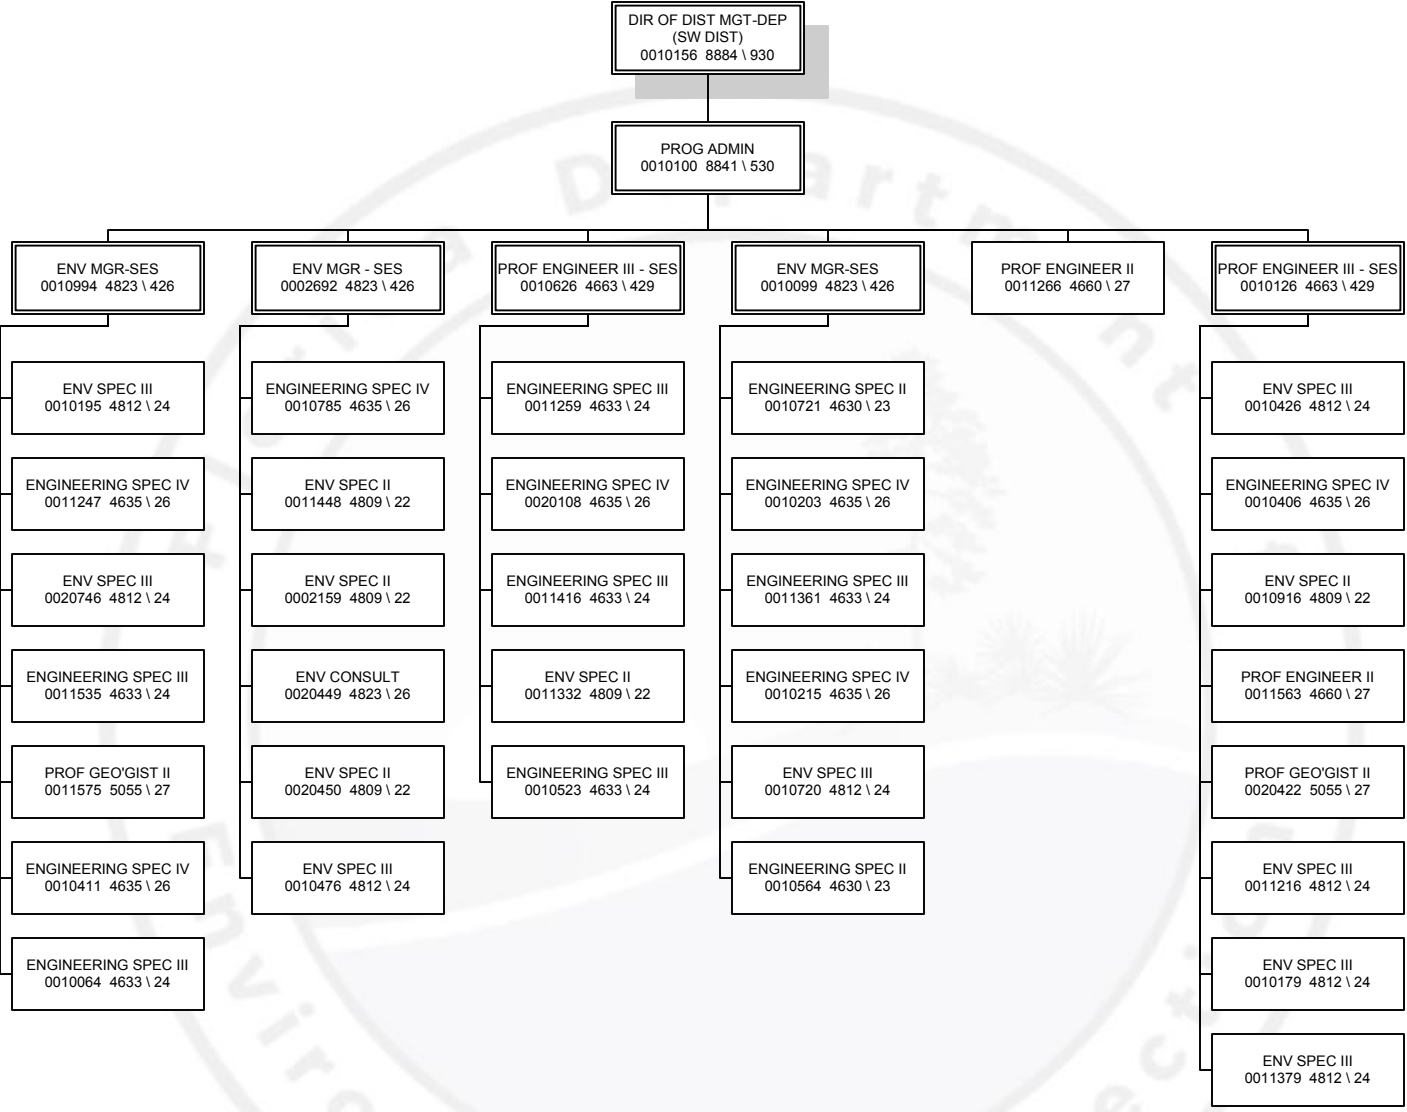 DIR OF DIST MGT-DEP
(SW DIST)
0010156 8884 \ 930
PROG ADMIN
0010100 8841 \ 530
ENV MGR-SES
0010994 4823 \ 426
ENV SPEC III
0010195 4812 \ 24
ENGINEERING SPEC IV
0011247 4635 \ 26
ENV SPEC III
0020746 4812 \ 24
ENGINEERING SPEC III
0011535 4633 \ 24
PROF GEO'GIST II
0011575 5055 \ 27
ENGINEERING SPEC IV
0010411 4635 \ 26
ENGINEERING SPEC III
0010064 4633 \ 24
ENV MGR - SES
0002692 4823 \ 426
ENGINEERING SPEC IV
0010785 4635 \ 26
ENV SPEC II
0011448 4809 \ 22
ENV SPEC II
0002159 4809 \ 22
ENV CONSULT
0020449 4823 \ 26
ENV SPEC II
0020450 4809 \ 22
ENV SPEC III
0010476 4812 \ 24
PROF ENGINEER III - SES
0010626 4663 \ 429
ENGINEERING SPEC III
0011259 4633 \ 24
ENGINEERING SPEC IV
0020108 4635 \ 26
ENGINEERING SPEC III
0011416 4633 \ 24
ENV SPEC II
0011332 4809 \ 22
ENGINEERING SPEC III
0010523 4633 \ 24
ENV MGR-SES
0010099 4823 \ 426
ENGINEERING SPEC II
0010721 4630 \ 23
ENGINEERING SPEC IV
0010203 4635 \ 26
ENGINEERING SPEC III
0011361 4633 \ 24
ENGINEERING SPEC IV
0010215 4635 \ 26
ENV SPEC III
0010720 4812 \ 24
ENGINEERING SPEC II
0010564 4630 \ 23
PROF ENGINEER II
0011266 4660 \ 27
PROF ENGINEER III - SES
0010126 4663 \ 429
ENV SPEC III
0010426 4812 \ 24
ENGINEERING SPEC IV
0010406 4635 \ 26
ENV SPEC II
0010916 4809 \ 22
PROF ENGINEER II
0011563 4660 \ 27
PROF GEO'GIST II
0020422 5055 \ 27
ENV SPEC III
0011216 4812 \ 24
ENV SPEC III
0010179 4812 \ 24
ENV SPEC III
0011379 4812 \ 24